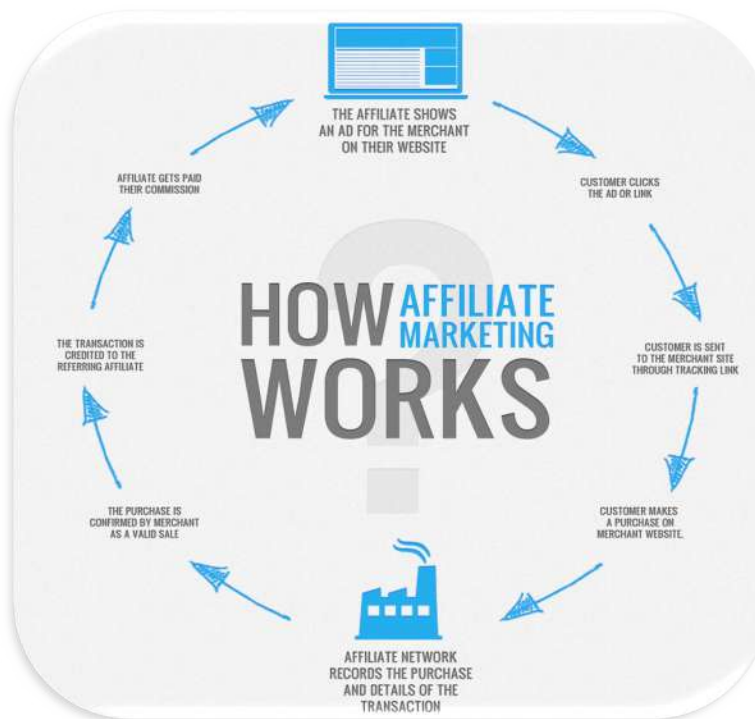 THE AFFILIATE SHOWS
AN AD FOR THE MERCHANT
ON THEIR WEBSITE
CUSTOMER CLICKS
THE AD OR LINK
CUSTOMER IS SENT
TO THE MERCHANT SITE
THROUGH TRACKING LINK
CUSTOMER MAKES
A PURCHASE ON
MERCHANT WEBSITE.
AFFILIATE NETWORK
RECORDS THE PURCHASE
AND DETAILS OF THE
TRANSACTION
THE PURCHASE IS
CONFIRMED BY MERCHANT
AS A VALID SALE
THE TRANSACTION IS
CREDITED TO THE
REFERRING AFFILIATE
AFFILIATE GETS PAID
THEIR COMMISSION
?
HOW AFFILIATE
MARKETING
WORKS